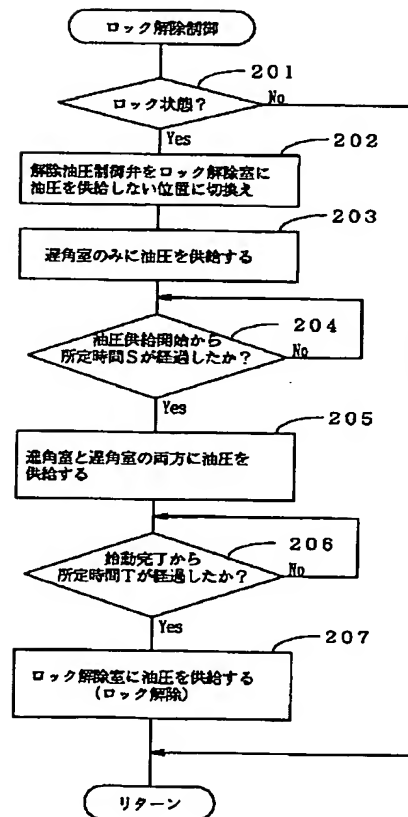 ロック解除制御
201
ロック状態?
No
Yes
202
解除油圧制御弁をロック解除室に
油圧を供給しない位置に切換え
203
遅角室のみに油圧を供給する
204
油圧供給開始から
所定時間Sが経過したか?
No
Yes
205
進角室と遅角室の両方に油圧を
供給する
206
始動完了から
所定時間Tが経過したか?
No
Yes
207
ロック解除室に油圧を供給する
(ロック解除)
リターン